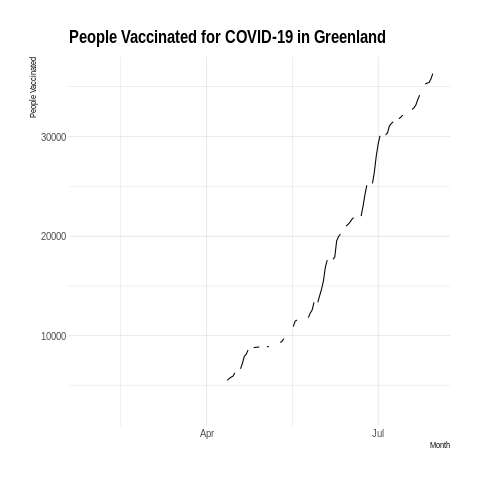 People Vaccinated for COVID-19 in Greenland
People Vaccinated
30000
20000
10000
Apr Jul
Month